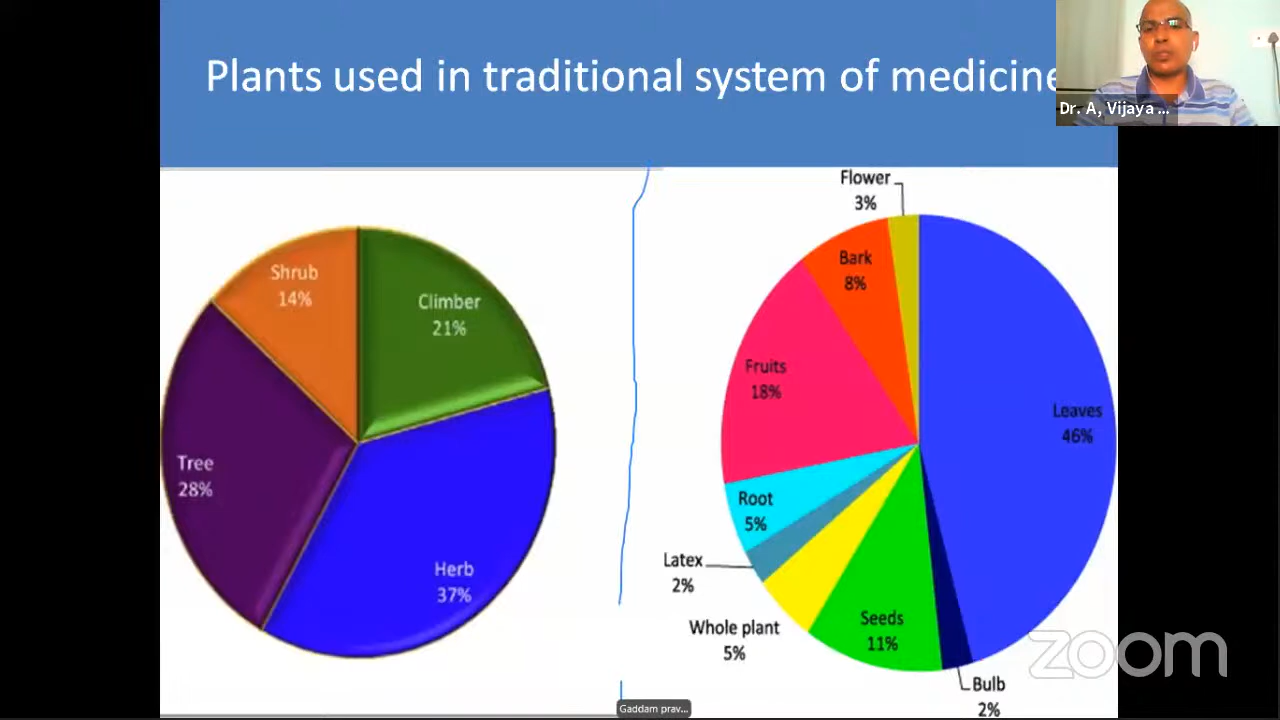 Plants used in traditional system of medicine
Dr. A, Vijaya ...
Shrub
14%
Climber
21%
Tree
28%
Herb
37%
Flower
3%
Bark
8%
Fruits
18%
Leaves
46%
Root
5%
Latex
2%
Whole plant
5%
Seeds
11%
Bulb
2%
zoom
Gaddam prav...